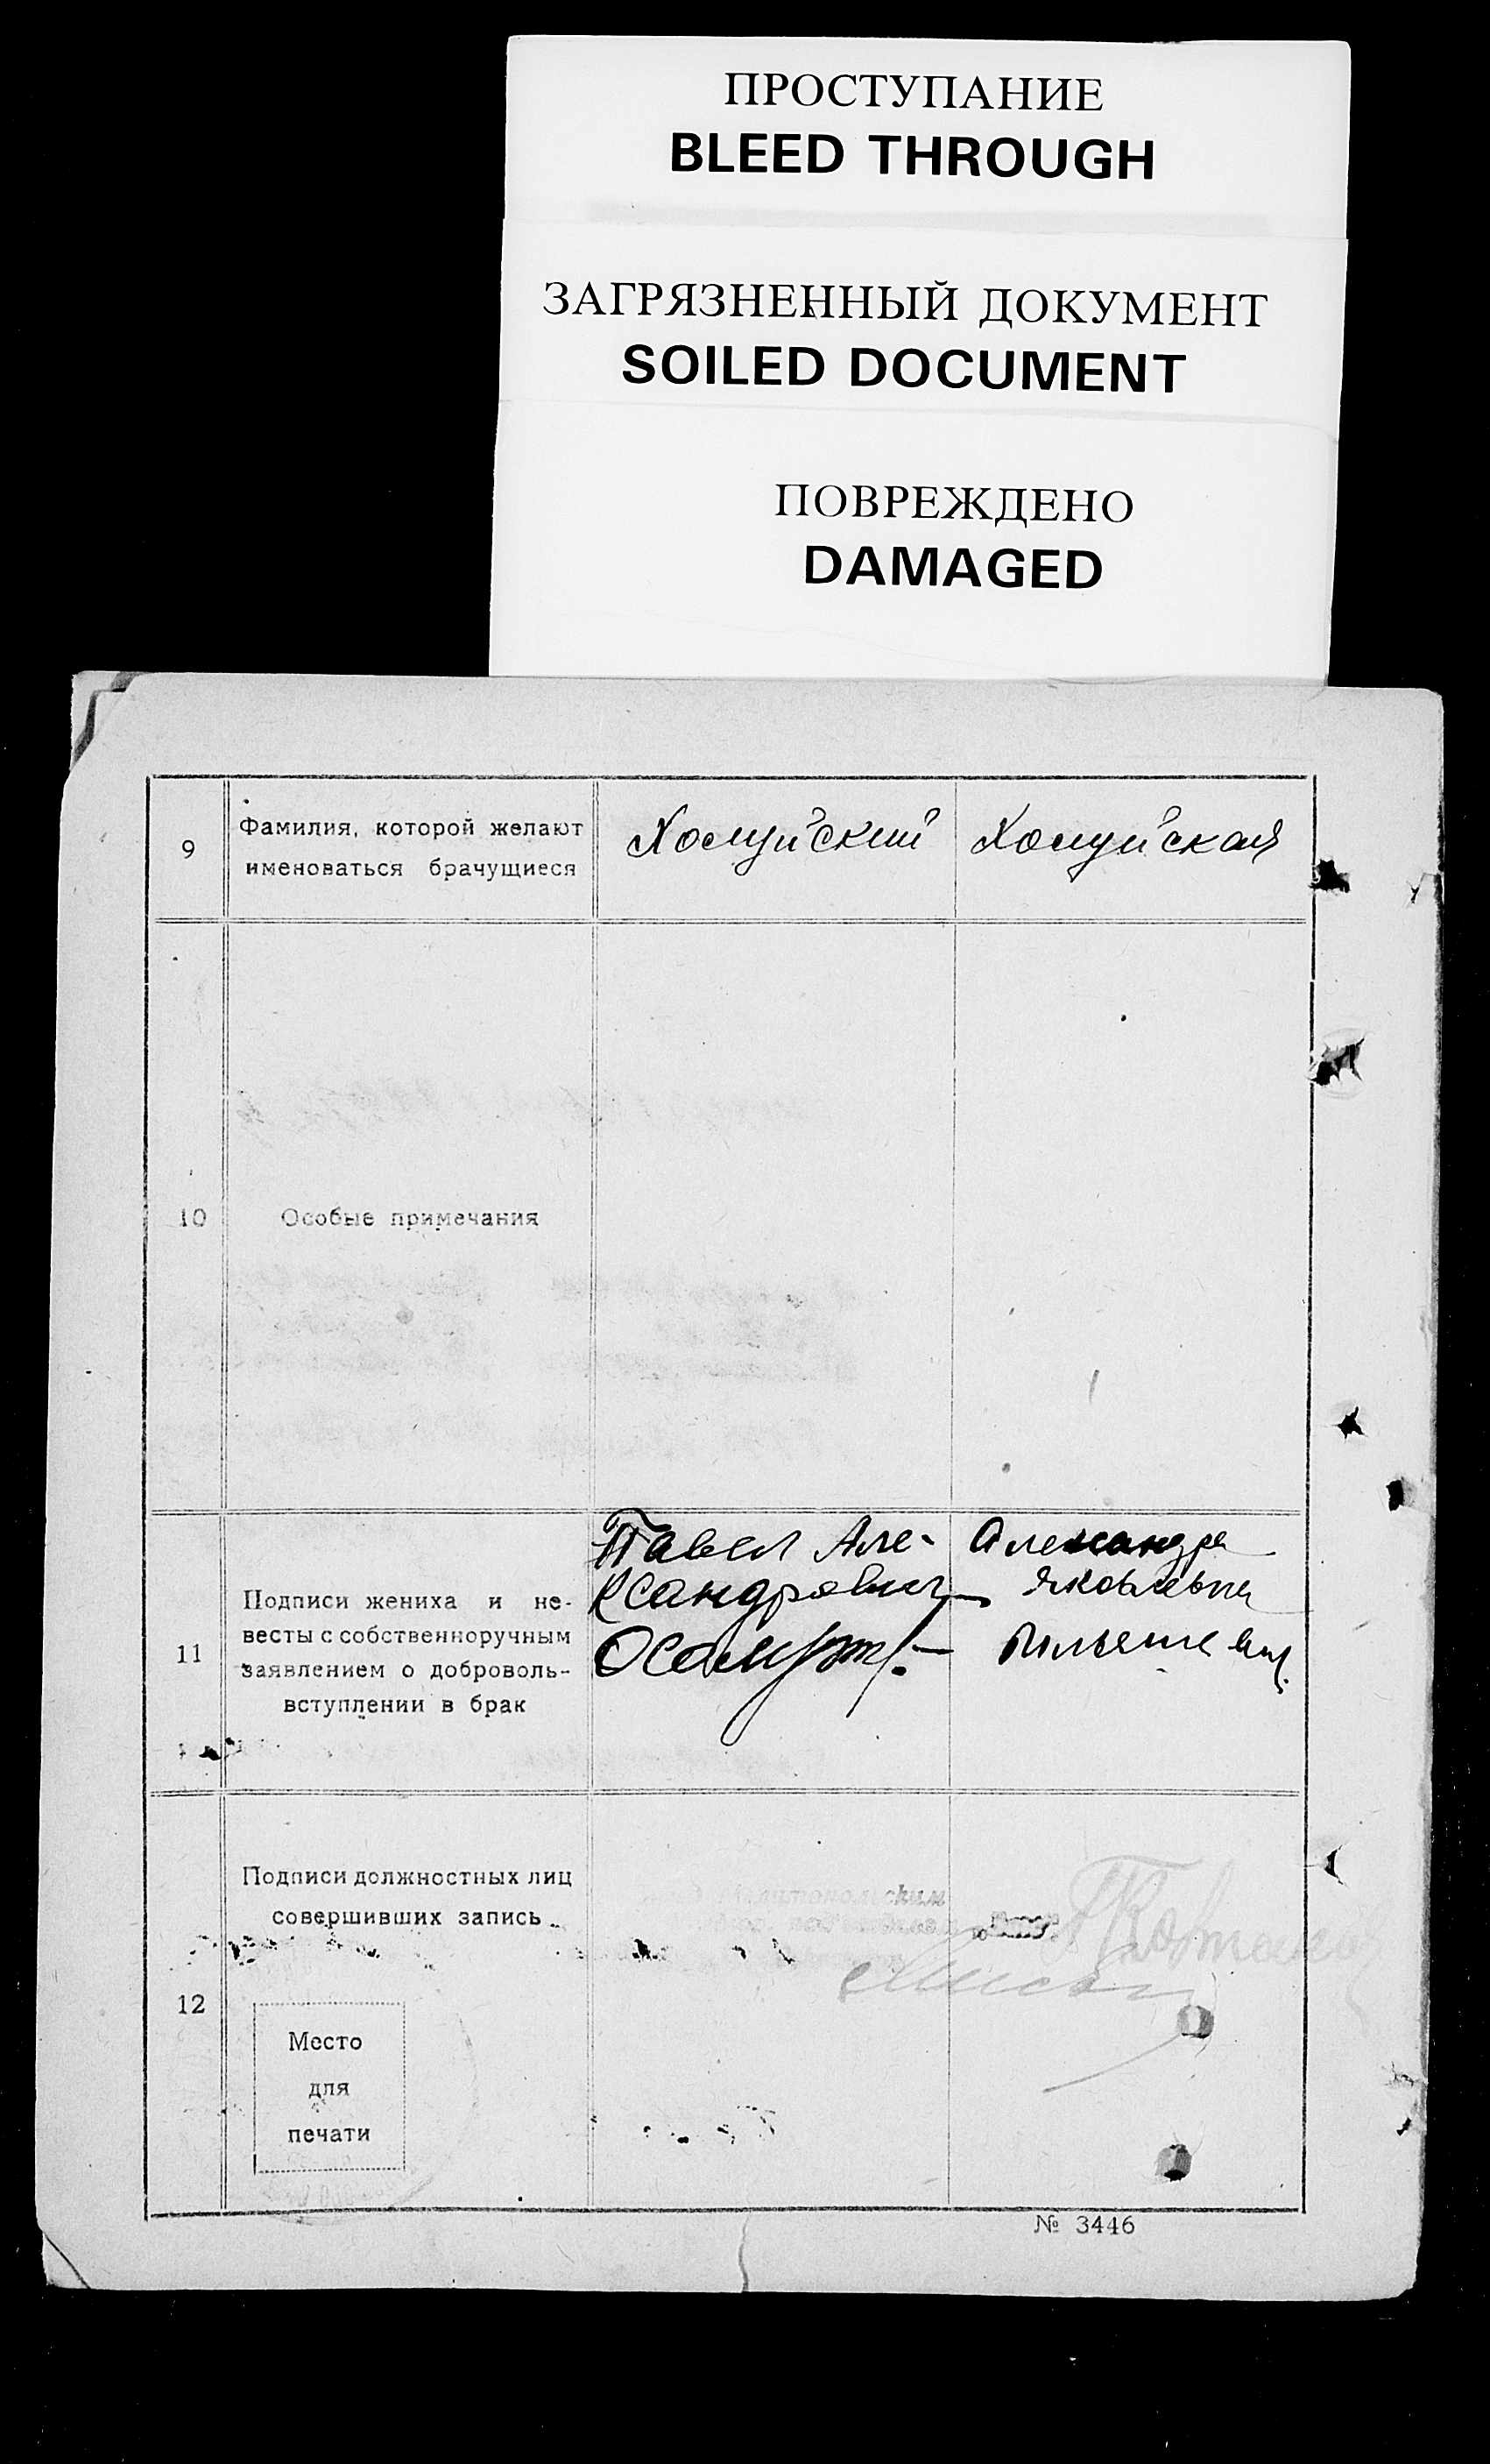 ПРОСТУПАНИЕ
BLEED THROUGH
ЗАГРЯЗНЕННЫЙ ДОКУМЕНТ
SOILED DOCUMENT
ПОВРЕЖДЕНО
DAMAGED
9
Фамилия, которой желают
именоваться брачущиеся
10
Особые примечания
11
Подписи жениха и не-
весты с собственноручным
заявлением о доброволь-
вступлении в брак
Павел Але-
ксандрович
Александра
Яковлевна
12
Подписи должностных лиц
совершивших запись
Место
для
печати
№ 3446